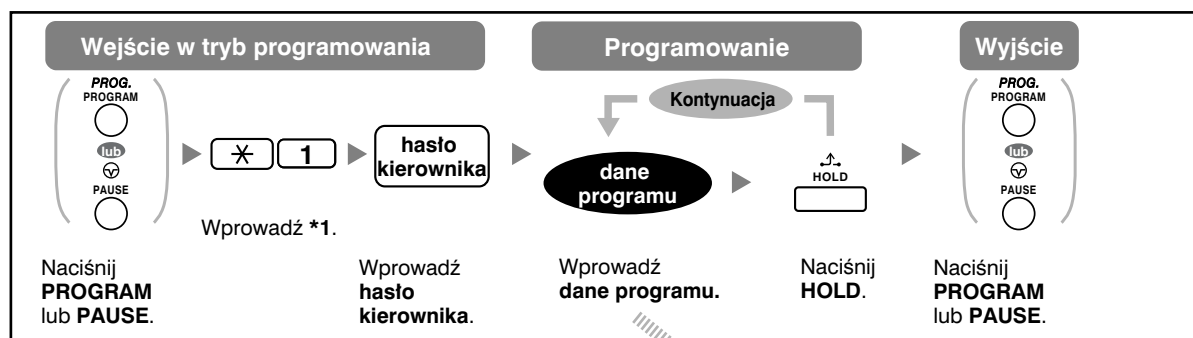 Wejście w tryb programowania
Programowanie
Wyjście
PROG.
PROGRAM
lub
PAUSE
* 1
hasło
kierownika
Kontynuacja
dane
programu
HOLD
PROG.
PROGRAM
lub
PAUSE
Wprowadź *1.
Naciśnij
PROGRAM
lub PAUSE.
Wprowadź
hasło
kierownika.
Wprowadź
dane programu.
Naciśnij
HOLD.
Naciśnij
PROGRAM
lub PAUSE.